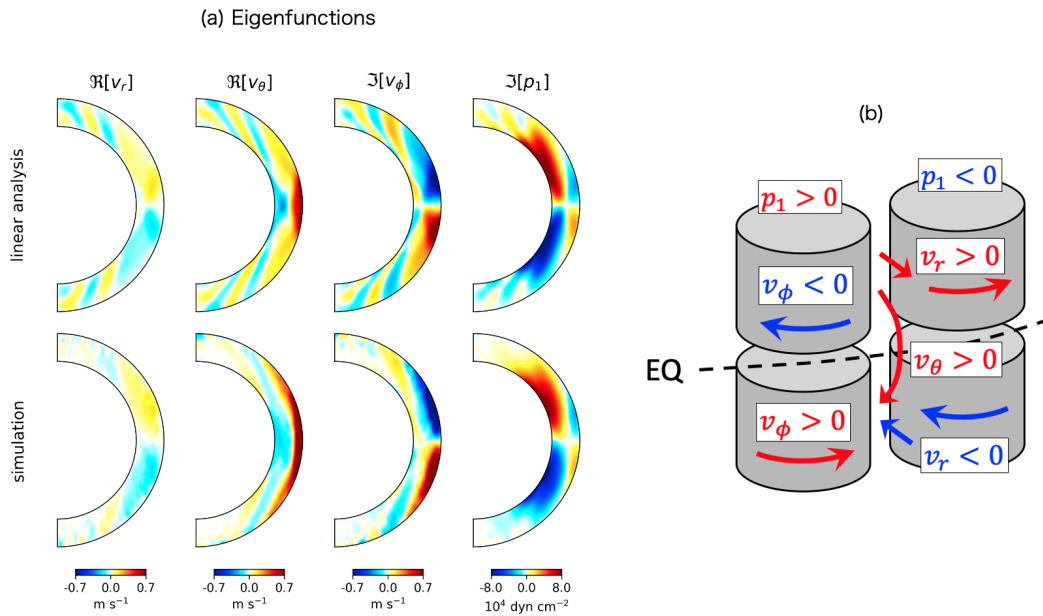 (a) Eigenfunctions
ℜ[v_r] ℜ[v_θ] ℑ[v_ϕ] ℑ[p_1]
linear analysis
simulation
-0.7 0.0 0.7
m s⁻¹
-0.7 0.0 0.7
m s⁻¹
-0.7 0.0 0.7
m s⁻¹
-8.0 0.0 8.0
10⁴ dyn cm⁻²
(b)
p_1 < 0
p_1 > 0
v_r > 0
v_ϕ < 0
EQ
v_θ > 0
v_ϕ > 0
v_r < 0